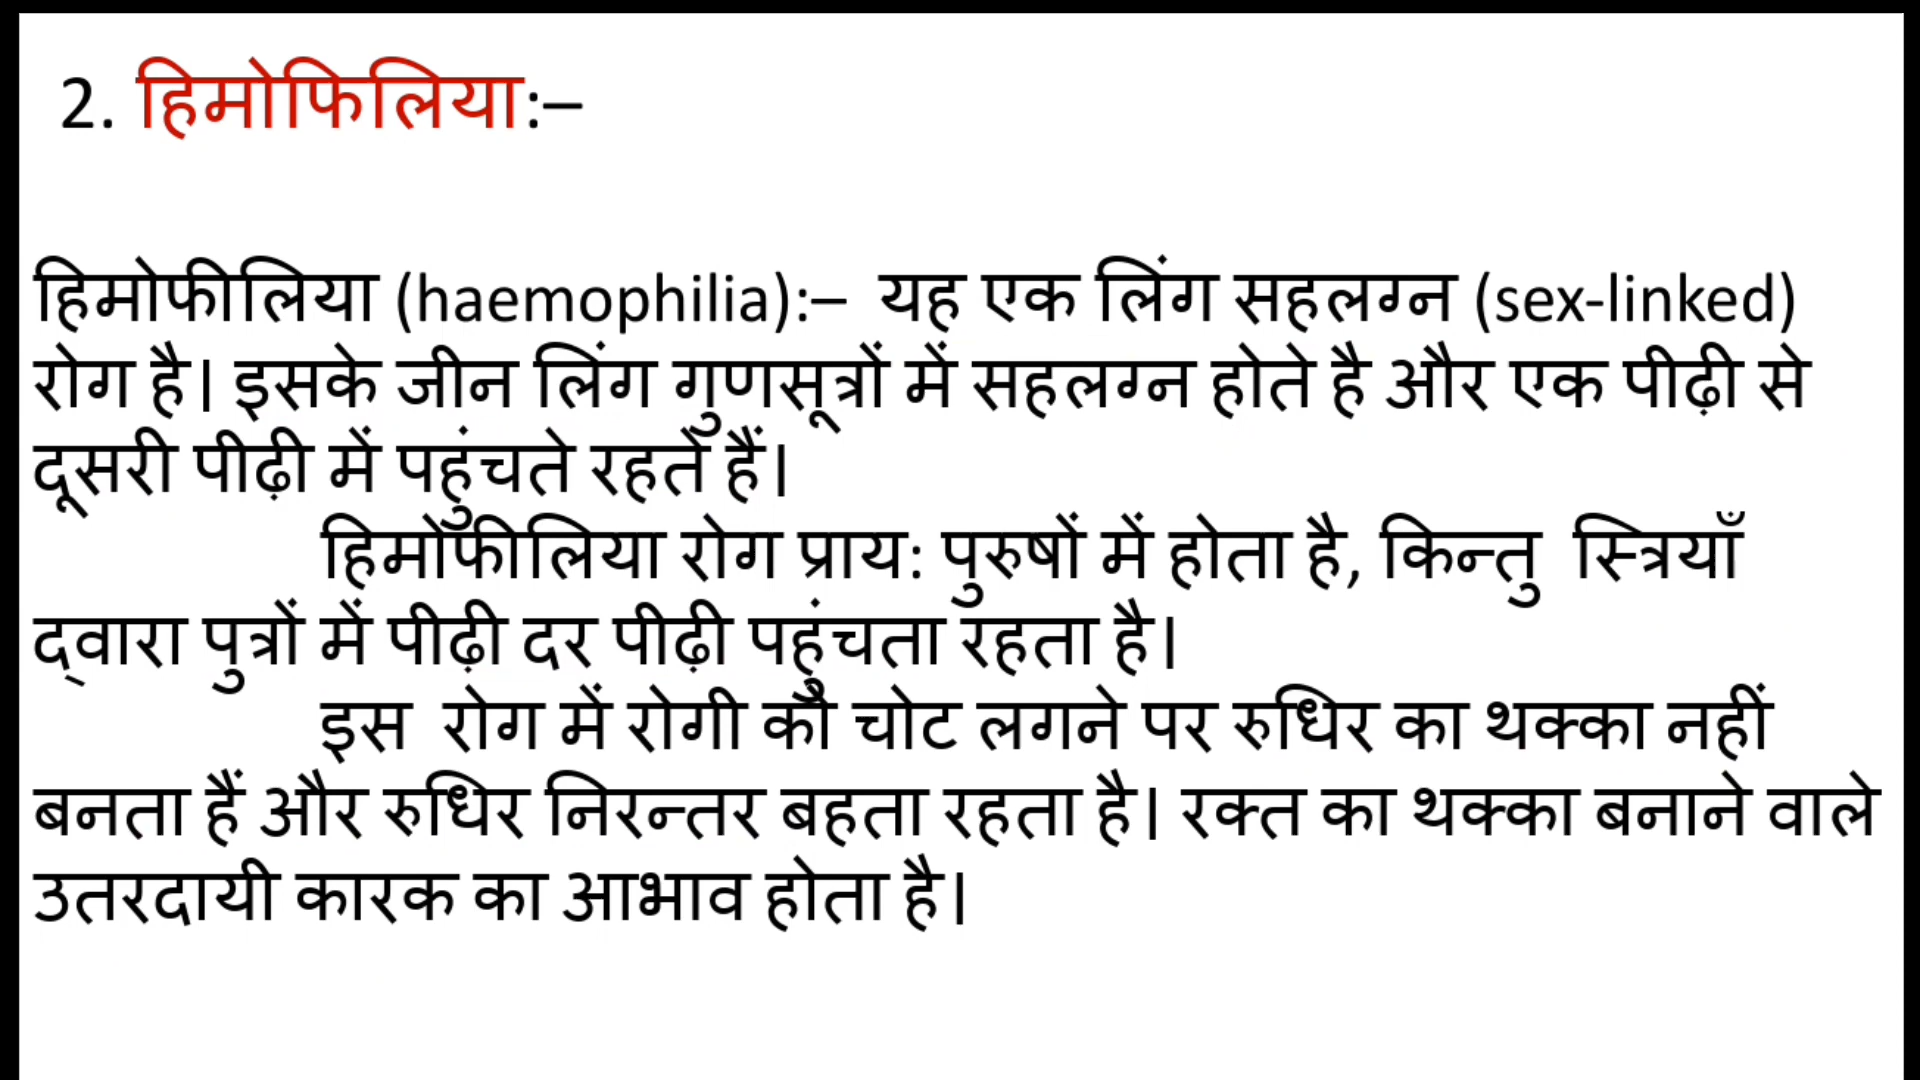 2. हिमोफिलिया:–
हिमोफीलिया (haemophilia):– यह एक लिंग सहलग्न (sex-linked)
रोग है। इसके जीन लिंग गुणसूत्रों में सहलग्न होते है और एक पीढ़ी से
दूसरी पीढ़ी में पहुंचते रहते हैं।
हिमोफीलिया रोग प्राय: पुरुषों में होता है, किन्तु स्त्रियाँ
द्वारा पुत्रों में पीढ़ी दर पीढ़ी पहुंचता रहता है।
इस रोग में रोगी को चोट लगने पर रुधिर का थक्का नहीं
बनता हैं और रुधिर निरन्तर बहता रहता है। रक्त का थक्का बनाने वाले
उतरदायी कारक का आभाव होता है।